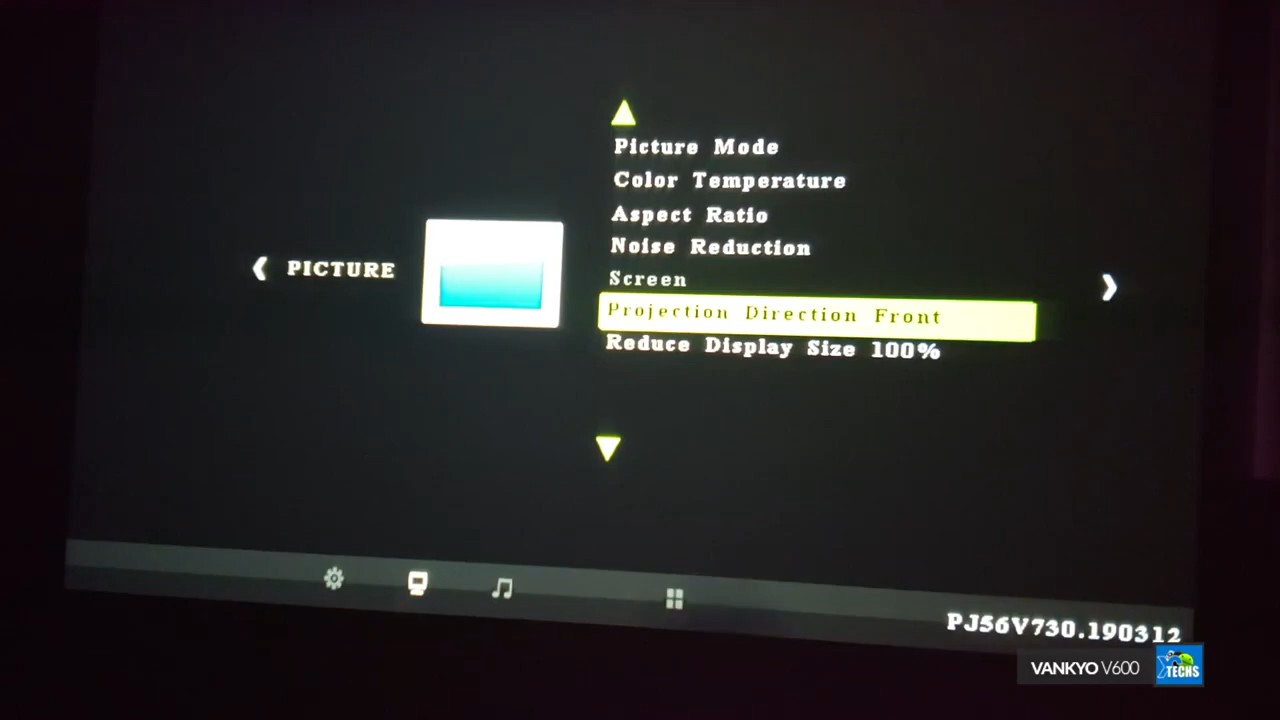 Picture Mode
Color Temperature
Aspect Ratio
Noise Reduction
PICTURE
Screen
Projection Direction Front
Reduce Display Size 100%
PJ56V730.190312
VANKYO V600
TECHS